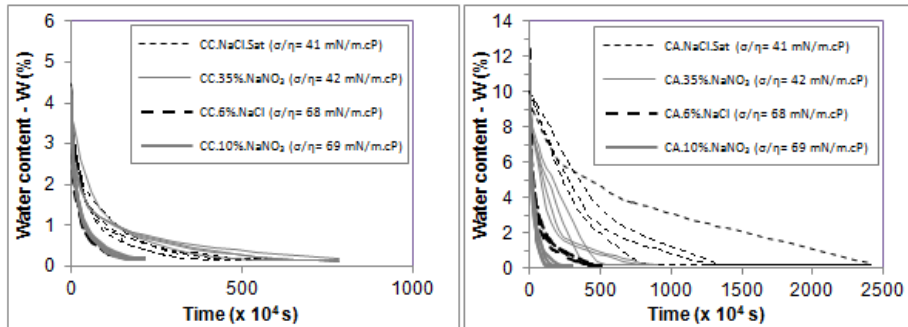 Water content - W (%)
6
5
4
3
2
1
0
CC.NaCl.Sat (σ/η= 41 mN/m.cP)
CC.35%.NaNO₃ (σ/η= 42 mN/m.cP)
CC.6%.NaCl (σ/η= 68 mN/m.cP)
CC.10%.NaNO₃ (σ/η= 69 mN/m.cP)
0 500 1000
Time (x 10⁴ s)
Water content - W (%)
14
12
10
8
6
4
2
0
CA.NaCl.Sat (σ/η= 41 mN/m.cP)
CA.35%.NaNO₃ (σ/η= 42 mN/m.cP)
CA.6%.NaCl (σ/η= 68 mN/m.cP)
CA.10%.NaNO₃ (σ/η= 69 mN/m.cP)
0 500 1000 1500 2000 2500
Time (x 10⁴ s)